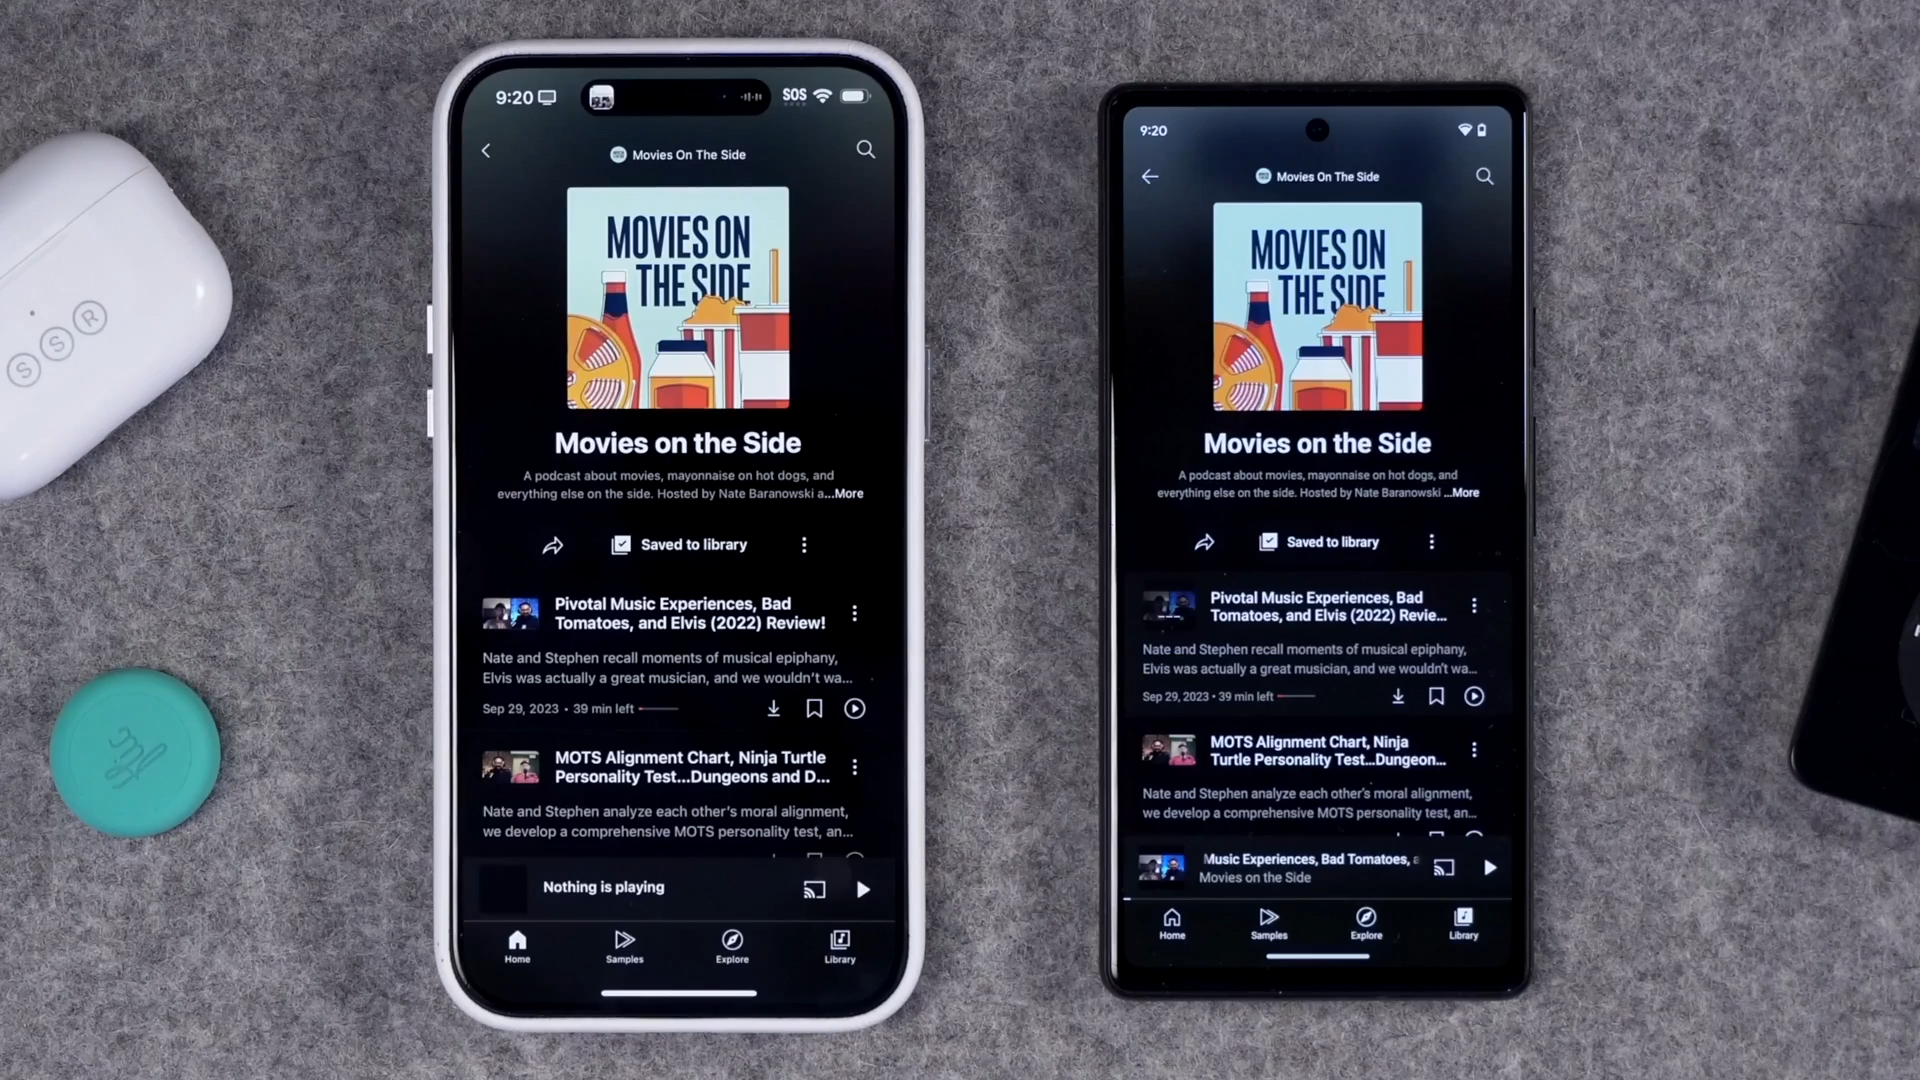 SSR
9:20
SOS
Movies On The Side
MOVIES ON
THE SIDE
Movies on the Side
A podcast about movies, mayonnaise on hot dogs, and
everything else on the side. Hosted by Nate Baranowski a...More
Saved to library
Pivotal Music Experiences, Bad
Tomatoes, and Elvis (2022) Review!
Nate and Stephen recall moments of musical epiphany,
Elvis was actually a great musician, and we wouldn't wa...
Sep 29, 2023 • 39 min left
MOTS Alignment Chart, Ninja Turtle
Personality Test...Dungeons and D...
Nate and Stephen analyze each other's moral alignment,
we develop a comprehensive MOTS personality test, an...
Nothing is playing
Home
Samples
Explore
Library
9:20
Movies On The Side
MOVIES ON
THE SIDE
Movies on the Side
A podcast about movies, mayonnaise on hot dogs, and
everything else on the side. Hosted by Nate Baranowski ...More
Saved to library
Pivotal Music Experiences, Bad
Tomatoes, and Elvis (2022) Revie...
Nate and Stephen recall moments of musical epiphany,
Elvis was actually a great musician, and we wouldn't wa...
Sep 29, 2023 • 39 min left
MOTS Alignment Chart, Ninja
Turtle Personality Test...Dungeon...
Nate and Stephen analyze each other's moral alignment,
we develop a comprehensive MOTS personality test, an...
Music Experiences, Bad Tomatoes, a
Movies on the Side
Home
Samples
Explore
Library